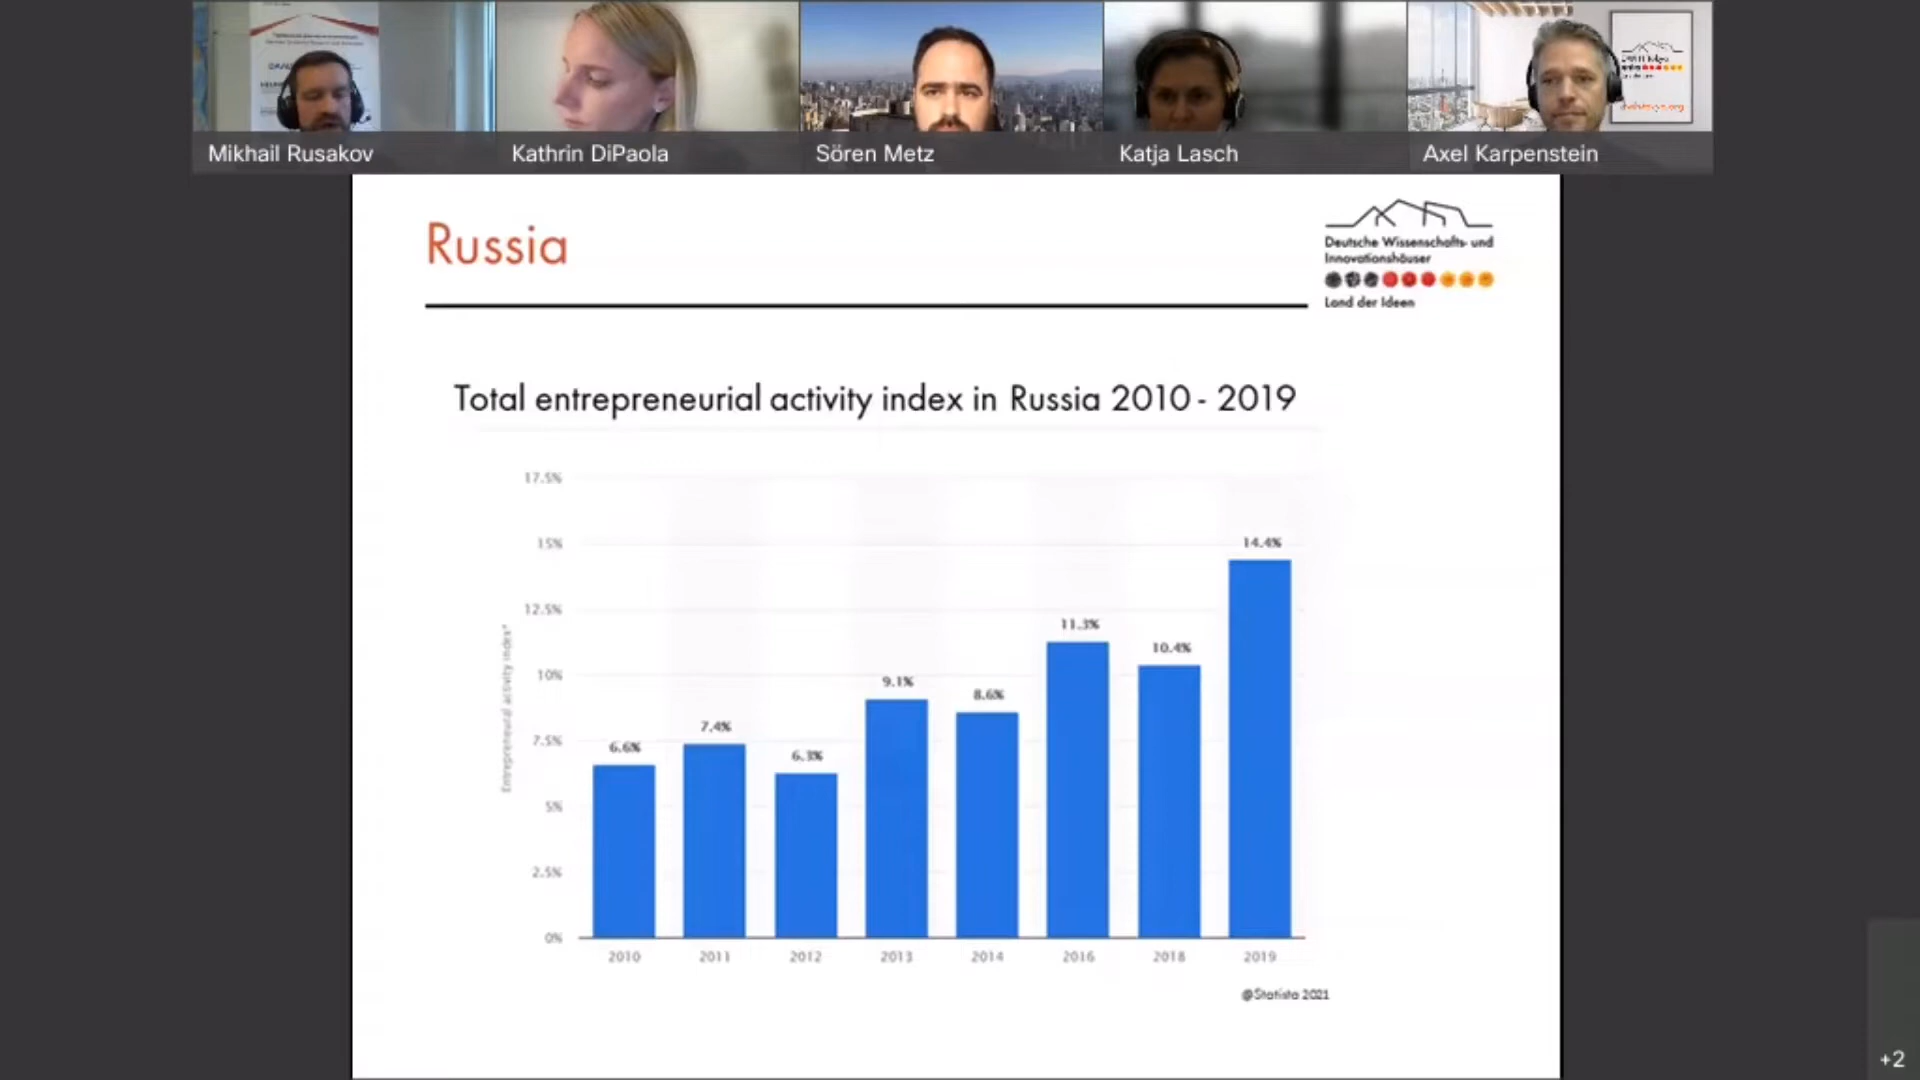 Mikhail Rusakov
Kathrin DiPaola
Sören Metz
Katja Lasch
Axel Karpenstein
Russia
Deutsche Wissenschafts- und
Innovationshäuser
Land der Ideen
Total entrepreneurial activity index in Russia 2010 - 2019
17.5%
15%
12.5%
10%
7.5%
5%
2.5%
0%
Entrepreneurial activity index*
6.6%
7.4%
6.3%
9.1%
8.6%
11.3%
10.4%
14.4%
2010
2011
2012
2013
2014
2016
2018
2019
@Statista 2021
+2